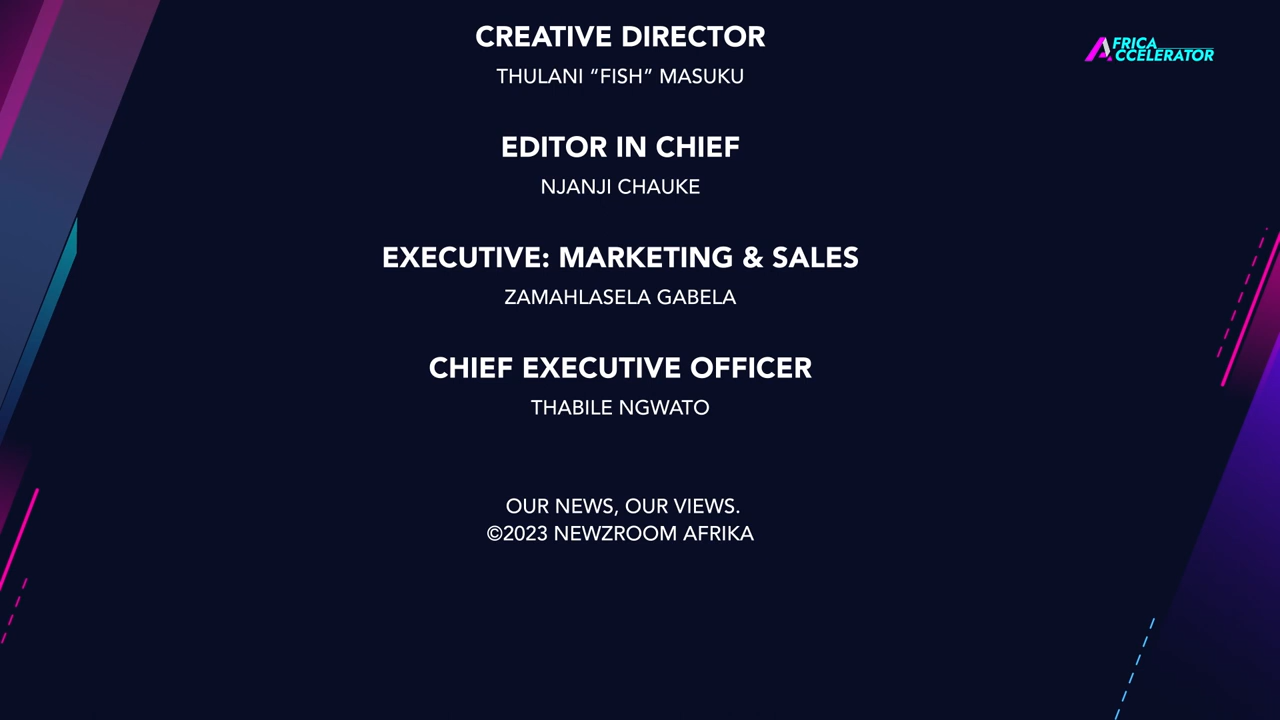 CREATIVE DIRECTOR
THULANI “FISH” MASUKU
EDITOR IN CHIEF
NJANJI CHAUKE
EXECUTIVE: MARKETING & SALES
ZAMAHLASELA GABELA
CHIEF EXECUTIVE OFFICER
THABILE NGWATO
OUR NEWS, OUR VIEWS.
©2023 NEWZROOM AFRIKA
AFRICA
ACCELERATOR